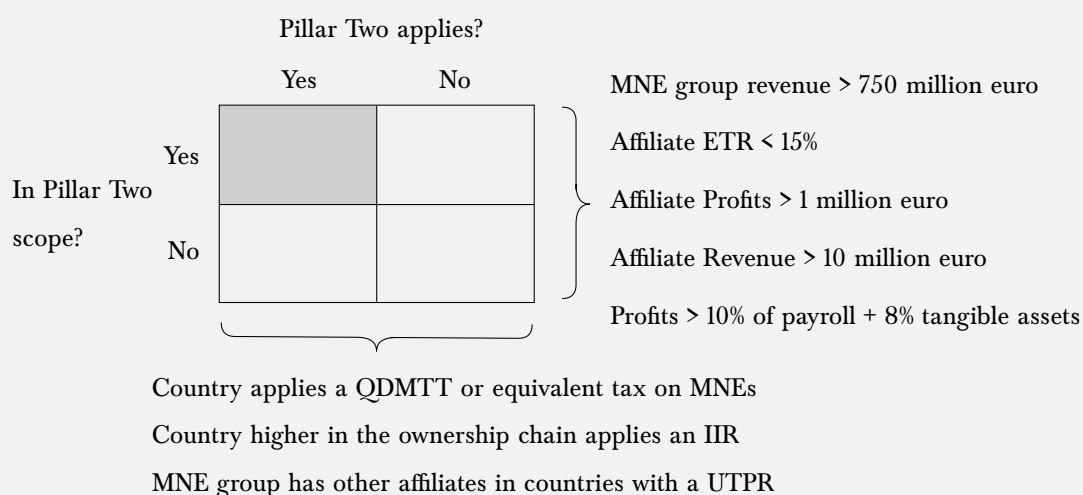 Pillar Two applies?
Yes No
MNE group revenue > 750 million euro
Affiliate ETR < 15%
Yes
In Pillar Two
scope?
Affiliate Profits > 1 million euro
No
Affiliate Revenue > 10 million euro
Profits > 10% of payroll + 8% tangible assets
Country applies a QDMTT or equivalent tax on MNEs
Country higher in the ownership chain applies an IIR
MNE group has other affiliates in countries with a UTPR